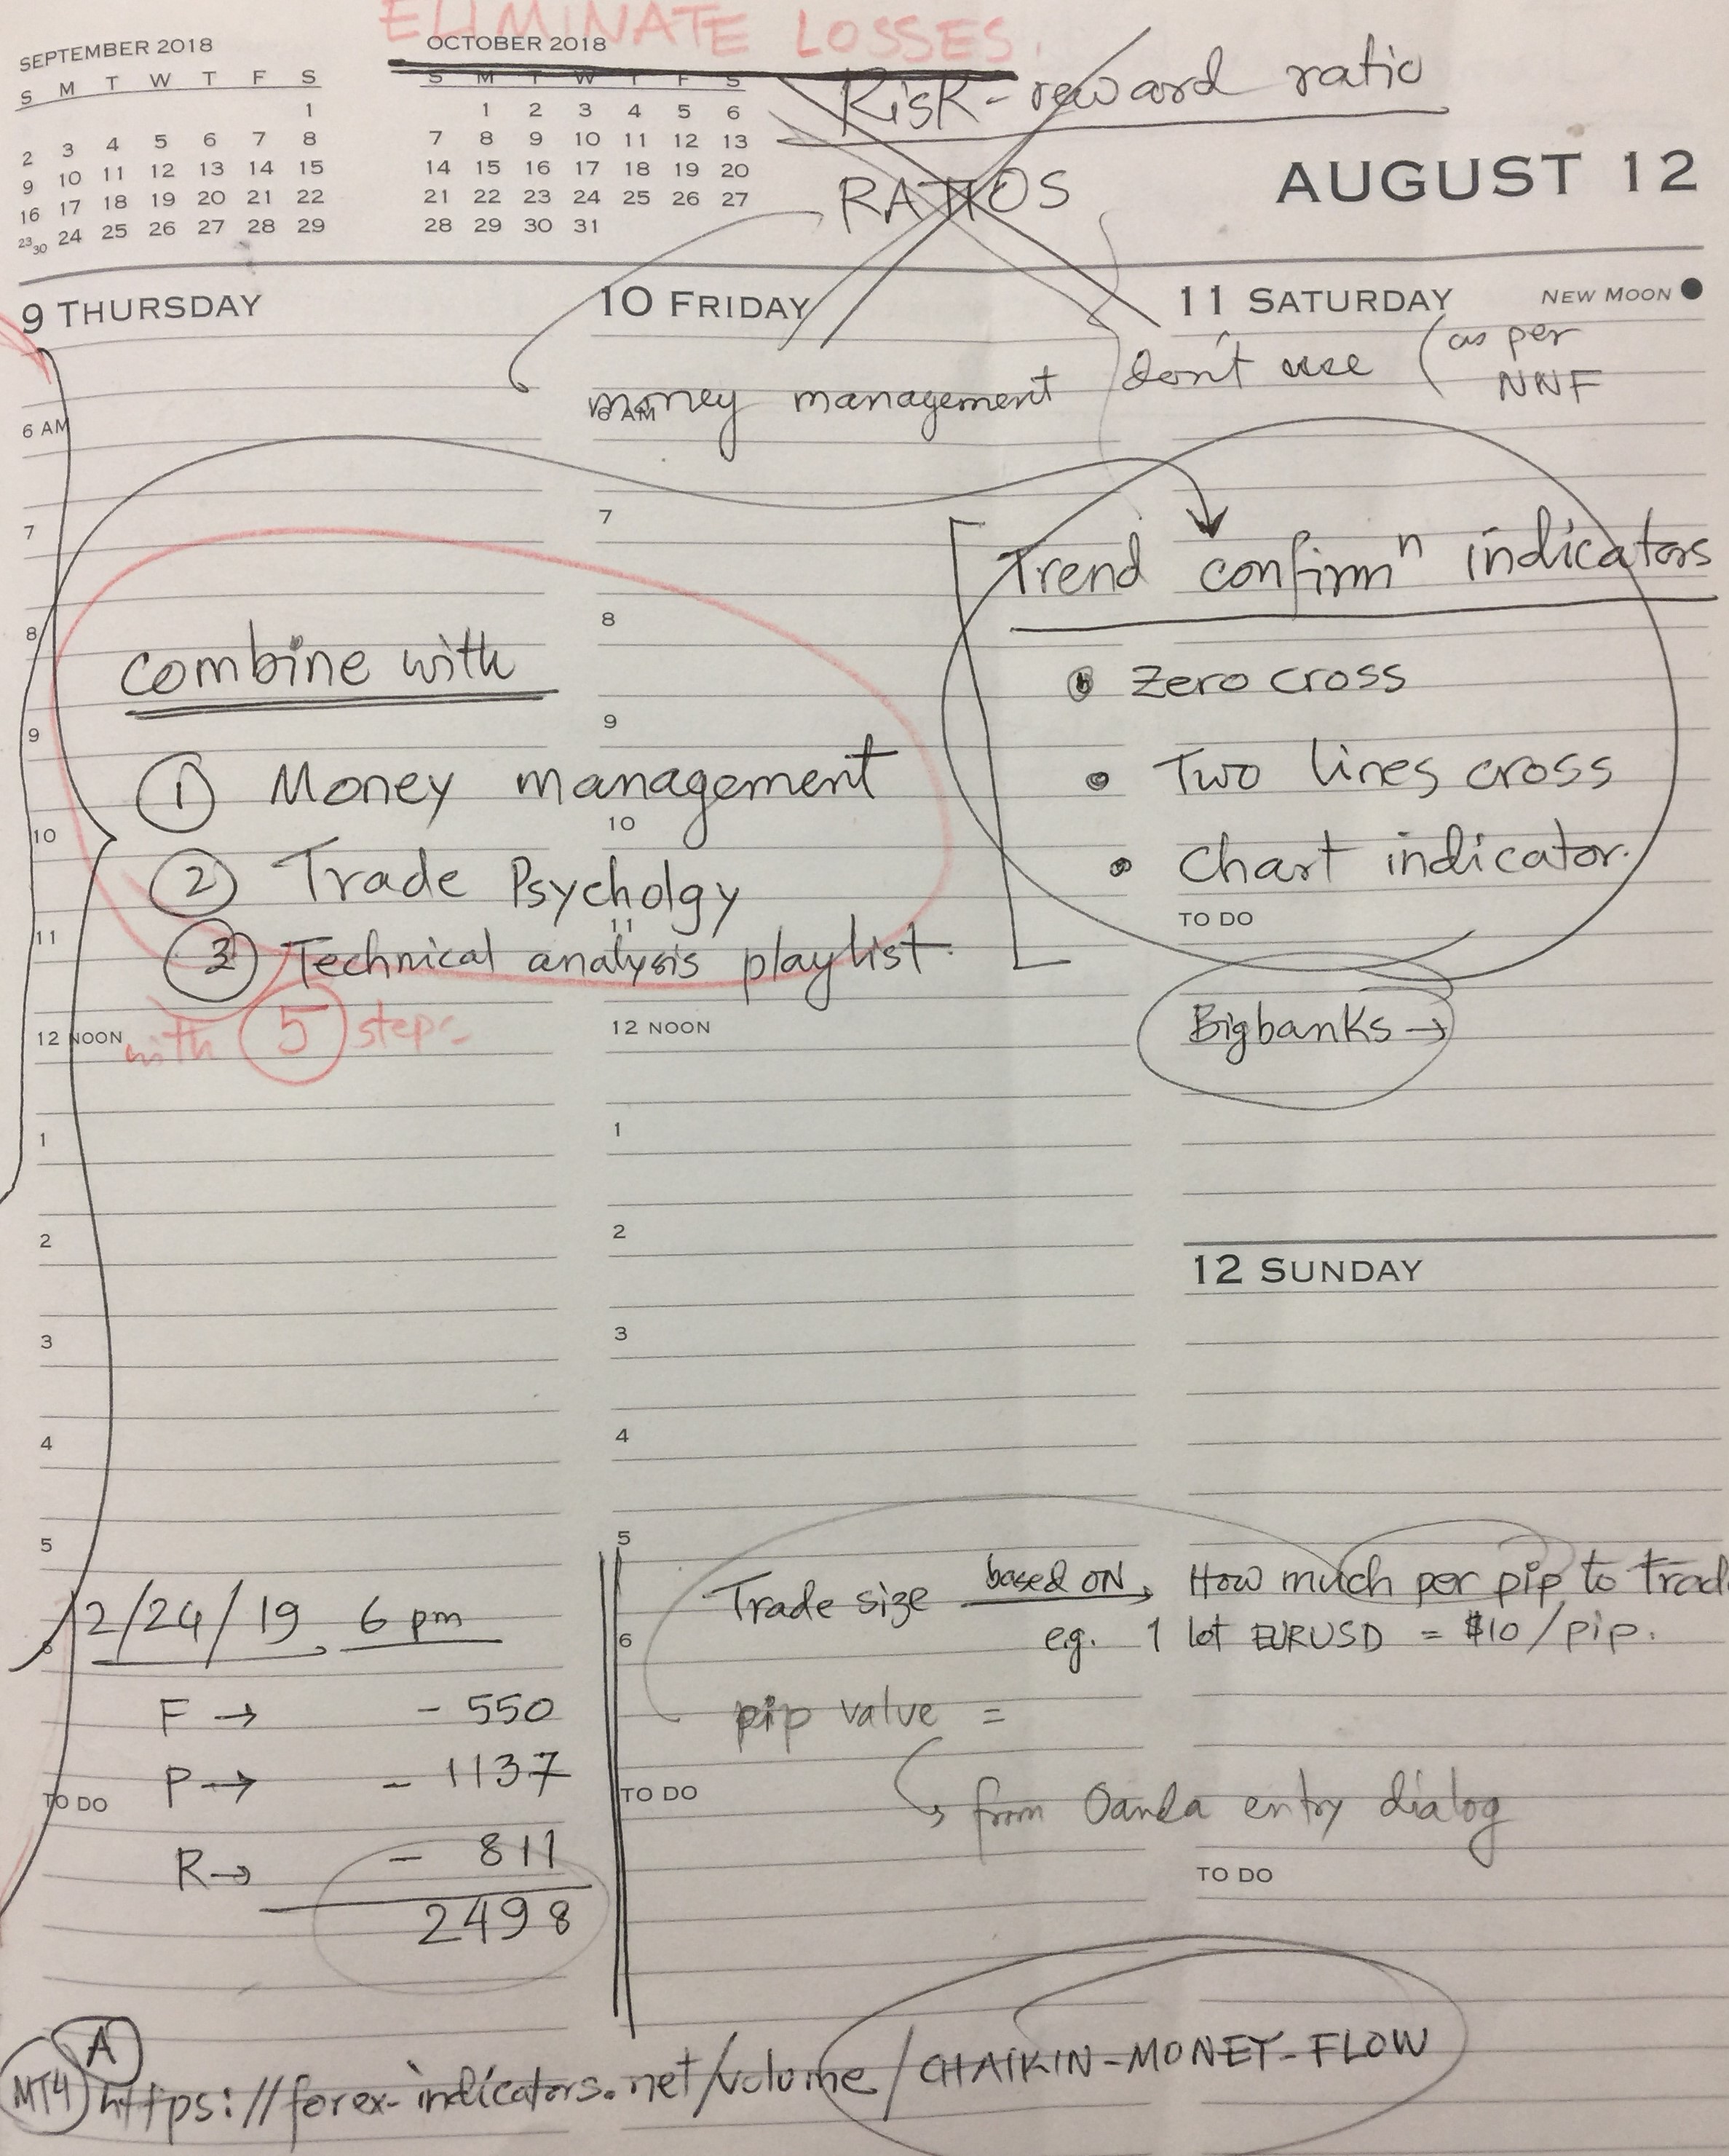 ELIMINATE LOSSES.
SEPTEMBER 2018
S M T W T F S
1
2 3 4 5 6 7 8
9 10 11 12 13 14 15
16 17 18 19 20 21 22
23 30 24 25 26 27 28 29
OCTOBER 2018
S M T W T F S
1 2 3 4 5 6
7 8 9 10 11 12 13
14 15 16 17 18 19 20
21 22 23 24 25 26 27
28 29 30 31
Risk-reward ratio
RATIOS
AUGUST 12
9 THURSDAY
10 FRIDAY
11 SATURDAY
NEW MOON
don't use (as per
NNF
money management
6 AM
6 AM
7
7
Trend confirmⁿ indicators
8
8
combine with
Zero cross
9
9
① Money management
Two lines cross
10
10
② Trade Psycholgy
Chart indicator.
11
11
TO DO
③ Technical analysis playlist.
12 NOON
with 5 steps
12 NOON
Bigbanks →
1
1
2
2
12 SUNDAY
3
3
4
4
5
5
2/24/19, 6 pm
6
F → - 550
P → - 1137
TO DO
R → - 811
2498
Trade size based ON → How much per pip to trad
6
e.g. 1 lot EURUSD = $10/pip.
pip value =
TO DO
from Oanda entry dialog
TO DO
A
MT4 https://forex-indicators.net/volume/CHAIKIN-MONEY-FLOW